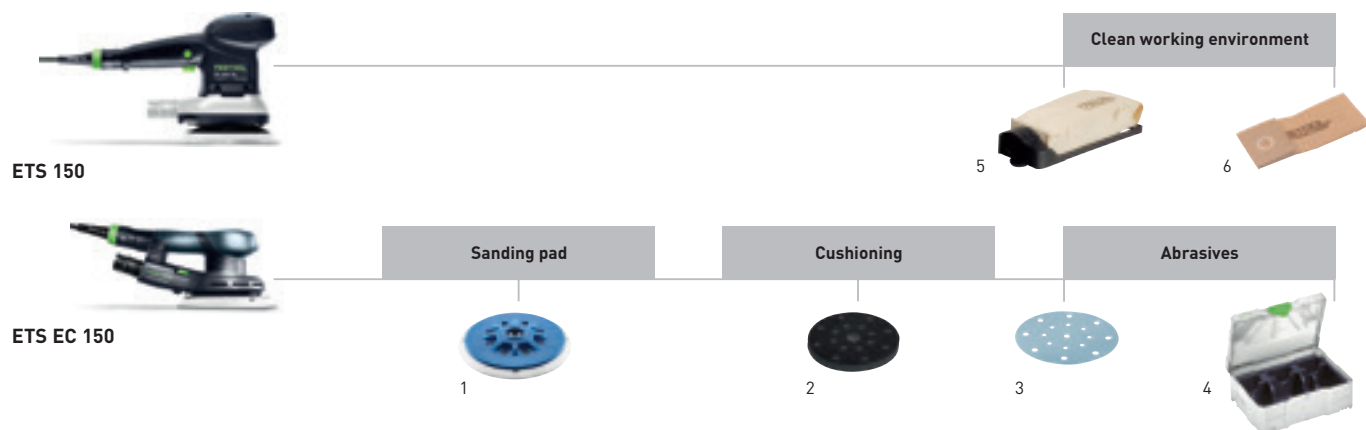 Clean working environment
5
6
ETS 150
Sanding pad
Cushioning
Abrasives
ETS EC 150
1
2
3
4